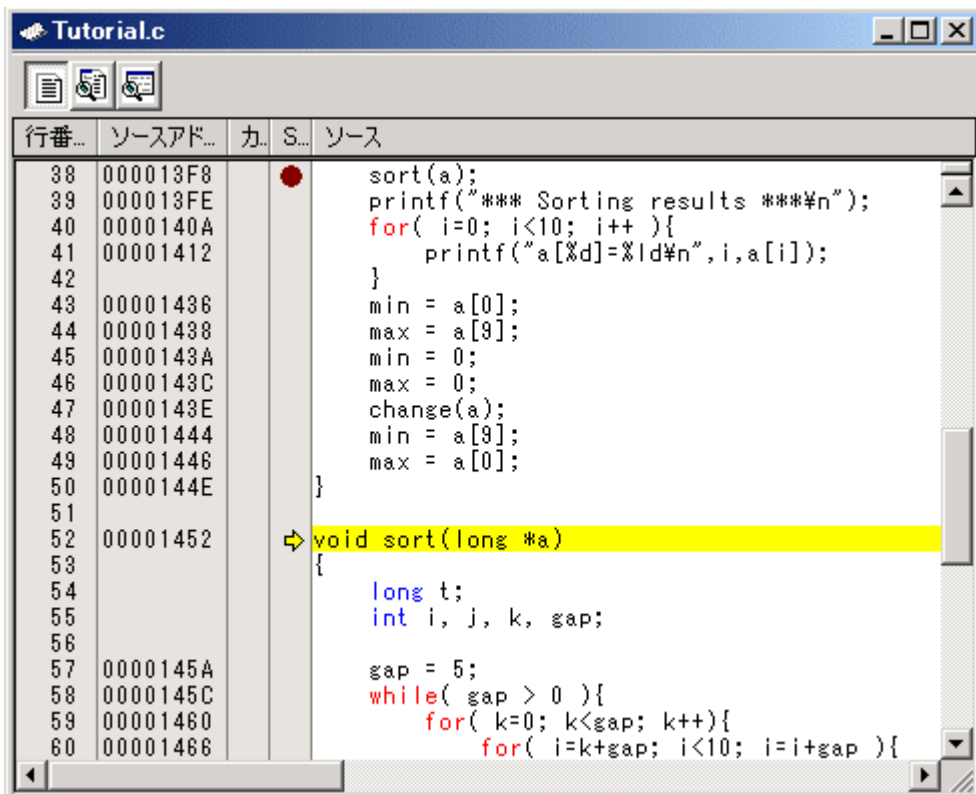 Tutorial.c
行番... ソースアド... カ.. S... ソース
38 000013F8 sort(a);
39 000013FE printf("*** Sorting results ***¥n");
40 0000140A for( i=0; i<10; i++ ){
41 00001412 printf("a[%d]=%ld¥n",i,a[i]);
42 }
43 00001436 min = a[0];
44 00001438 max = a[9];
45 0000143A min = 0;
46 0000143C max = 0;
47 0000143E change(a);
48 00001444 min = a[9];
49 00001446 max = a[0];
50 0000144E }
51
52 00001452 void sort(long *a)
53 {
54 long t;
55 int i, j, k, gap;
56
57 0000145A gap = 5;
58 0000145C while( gap > 0 ){
59 00001460 for( k=0; k<gap; k++){
60 00001466 for( i=k+gap; i<10; i=i+gap ){